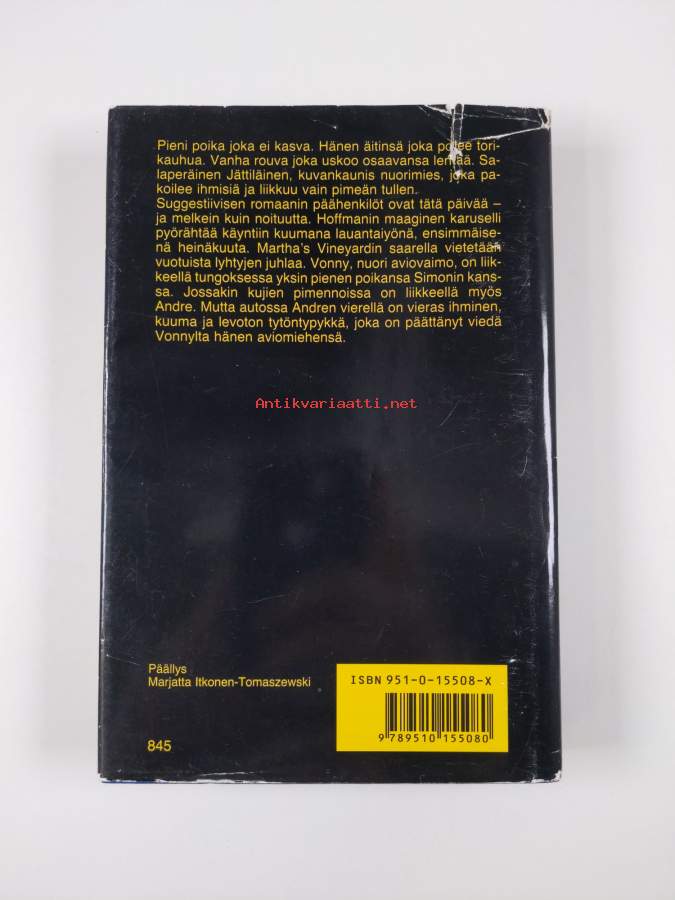 Pieni poika joka ei kasva. Hänen äitinsä joka potee tori-
kauhua. Vanha rouva joka uskoo osaavansa lentää. Sa-
laperäinen Jättiläinen, kuvankaunis nuorimies, joka pa-
koilee ihmisiä ja liikkuu vain pimeän tullen.
Suggestiivisen romaanin päähenkilöt ovat tätä päivää –
ja melkein kuin noituutta. Hoffmanin maaginen karuselli
pyörähtää käyntiin kuumana lauantaiyönä, ensimmäise-
nä heinäkuuta. Martha's Vineyardin saarella vietetään
vuotuista lyhtyjen juhlaa. Vonny, nuori aviovaimo, on liik-
keellä tungoksessa yksin pienen poikansa Simonin kans-
sa. Jossakin kujien pimennoissa on liikkeellä myös
Andre. Mutta autossa Andren vierellä on vieras ihminen,
kuuma ja levoton tytöntypykkä, joka on päättänyt viedä
Vonnylta hänen aviomiehensä.
Antikvariaatti.net
Päällys
Marjatta Itkonen-Tomaszewski
845
ISBN 951-0-15508-X
9 789510 155080